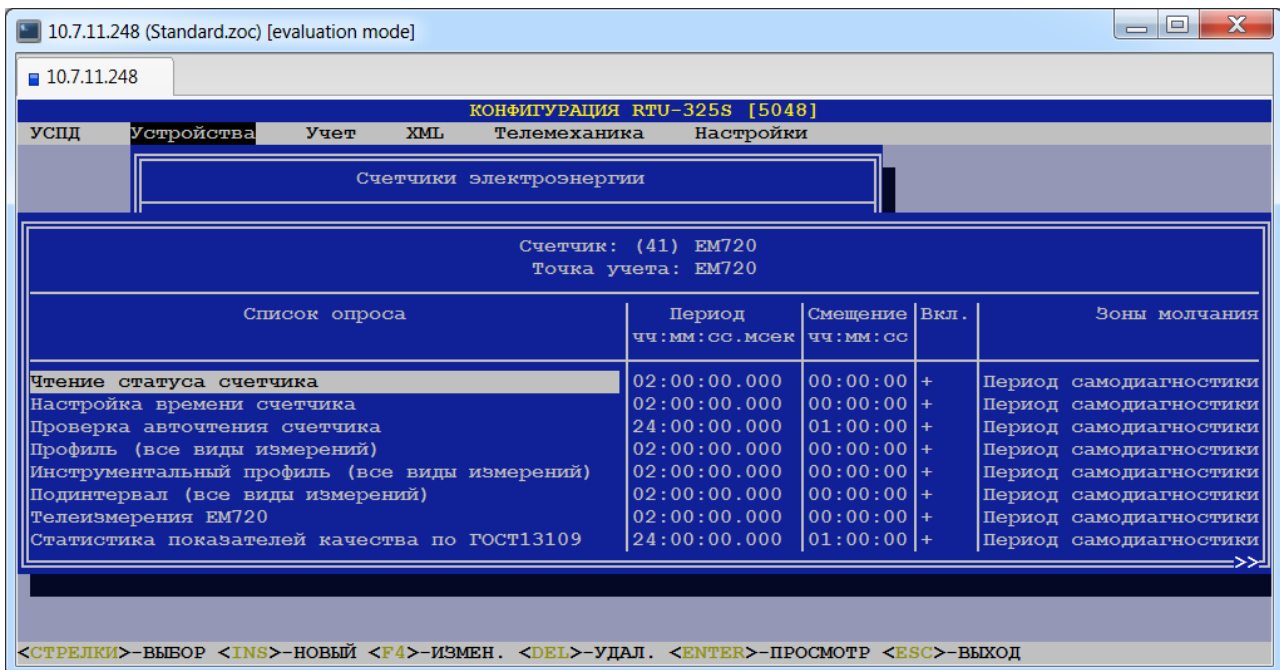 10.7.11.248 (Standard.zoc) [evaluation mode]
10.7.11.248
КОНФИГУРАЦИЯ RTU-325S [5048]
УСПД Устройства Учет XML Телемеханика Настройки
Счетчики электроэнергии
Счетчик: (41) EM720
Точка учета: EM720
Список опроса Период Смещение Вкл. Зоны молчания
чч:мм:сс.мсек чч:мм:сс
Чтение статуса счетчика 02:00:00.000 00:00:00 + Период самодиагностики
Настройка времени счетчика 02:00:00.000 00:00:00 + Период самодиагностики
Проверка авточтения счетчика 24:00:00.000 01:00:00 + Период самодиагностики
Профиль (все виды измерений) 02:00:00.000 00:00:00 + Период самодиагностики
Инструментальный профиль (все виды измерений) 02:00:00.000 00:00:00 + Период самодиагностики
Подинтервал (все виды измерений) 02:00:00.000 00:00:00 + Период самодиагностики
Телеизмерения EM720 02:00:00.000 00:00:00 + Период самодиагностики
Статистика показателей качества по ГОСТ13109 24:00:00.000 01:00:00 + Период самодиагностики
>>
<СТРЕЛКИ>-ВЫБОР <INS>-НОВЫЙ <F4>-ИЗМЕН. <DEL>-УДАЛ. <ENTER>-ПРОСМОТР <ESC>-ВЫХОД